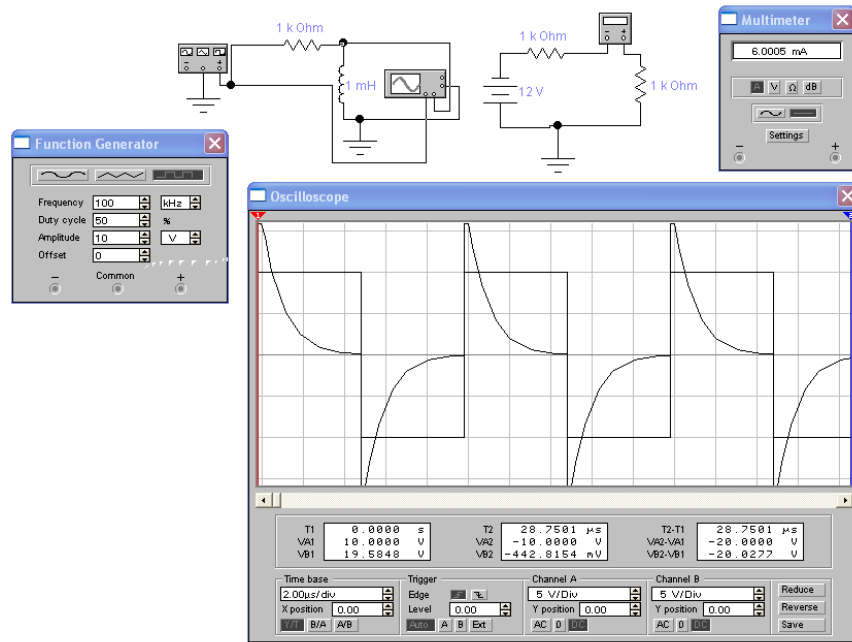 1 k Ohm
1 mH
1 k Ohm
12 V
1 k Ohm
Multimeter
6.0005 mA
A V Ω dB
Settings
− +
Function Generator
Frequency 100 kHz
Duty cycle 50 %
Amplitude 10 V
Offset 0
− Common +
Oscilloscope
1
T1 0.0000 s
VA1 10.0000 V
VB1 19.5848 V
T2 28.7501 µs
VA2 -10.0000 V
VB2 -442.8154 mV
T2-T1 28.7501 µs
VA2-VA1 -20.0000 V
VB2-VB1 -20.0277 V
Time base
2.00µs/div
X position 0.00
Y/T B/A A/B
Trigger
Edge
Level 0.00
Auto A B Ext
Channel A
5 V/Div
Y position 0.00
AC 0 DC
Channel B
5 V/Div
Y position 0.00
AC 0 DC
Reduce
Reverse
Save